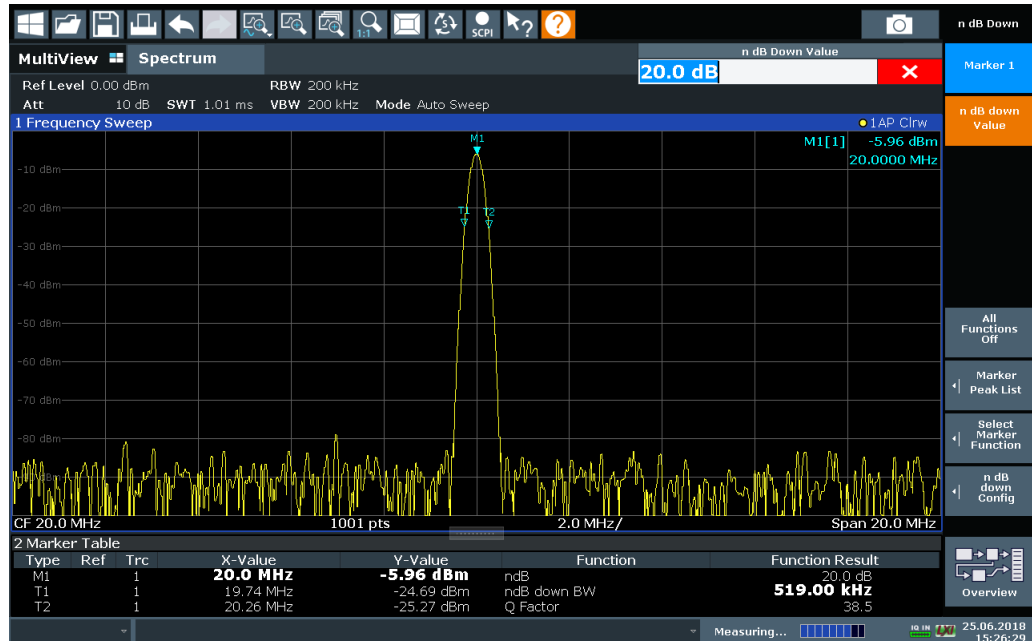 1:1
SCPI
?
?
n dB Down
MultiView
Spectrum
n dB Down Value
20.0 dB
Marker 1
Ref Level 0.00 dBm RBW 200 kHz
Att 10 dB SWT 1.01 ms VBW 200 kHz Mode Auto Sweep
n dB down
Value
1 Frequency Sweep
1AP Clrw
M1
M1[1] -5.96 dBm
20.0000 MHz
-10 dBm
-20 dBm
T1
T2
-30 dBm
-40 dBm
-50 dBm
-60 dBm
-70 dBm
-80 dBm
All
Functions
Off
Marker
Peak List
Select
Marker
Function
n dB
down
Config
CF 20.0 MHz 1001 pts 2.0 MHz/ Span 20.0 MHz
2 Marker Table
Type Ref Trc X-Value Y-Value Function Function Result
M1 1 20.0 MHz -5.96 dBm ndB 20.0 dB
T1 1 19.74 MHz -24.69 dBm ndB down BW 519.00 kHz
T2 1 20.26 MHz -25.27 dBm Q Factor 38.5
Overview
Measuring...
IQ IN
LXI
25.06.2018
15:26:29